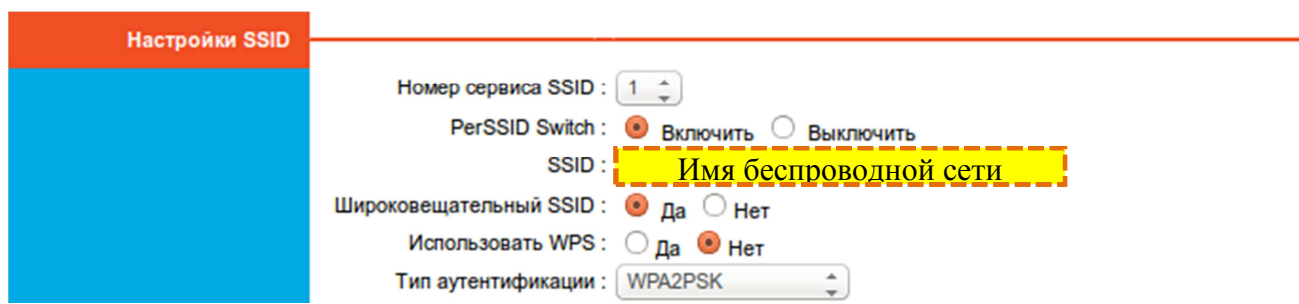 Настройки SSID
Номер сервиса SSID : 1
PerSSID Switch : Включить Выключить
SSID : Имя беспроводной сети
Широковещательный SSID : Да Нет
Использовать WPS : Да Нет
Тип аутентификации : WPA2PSK